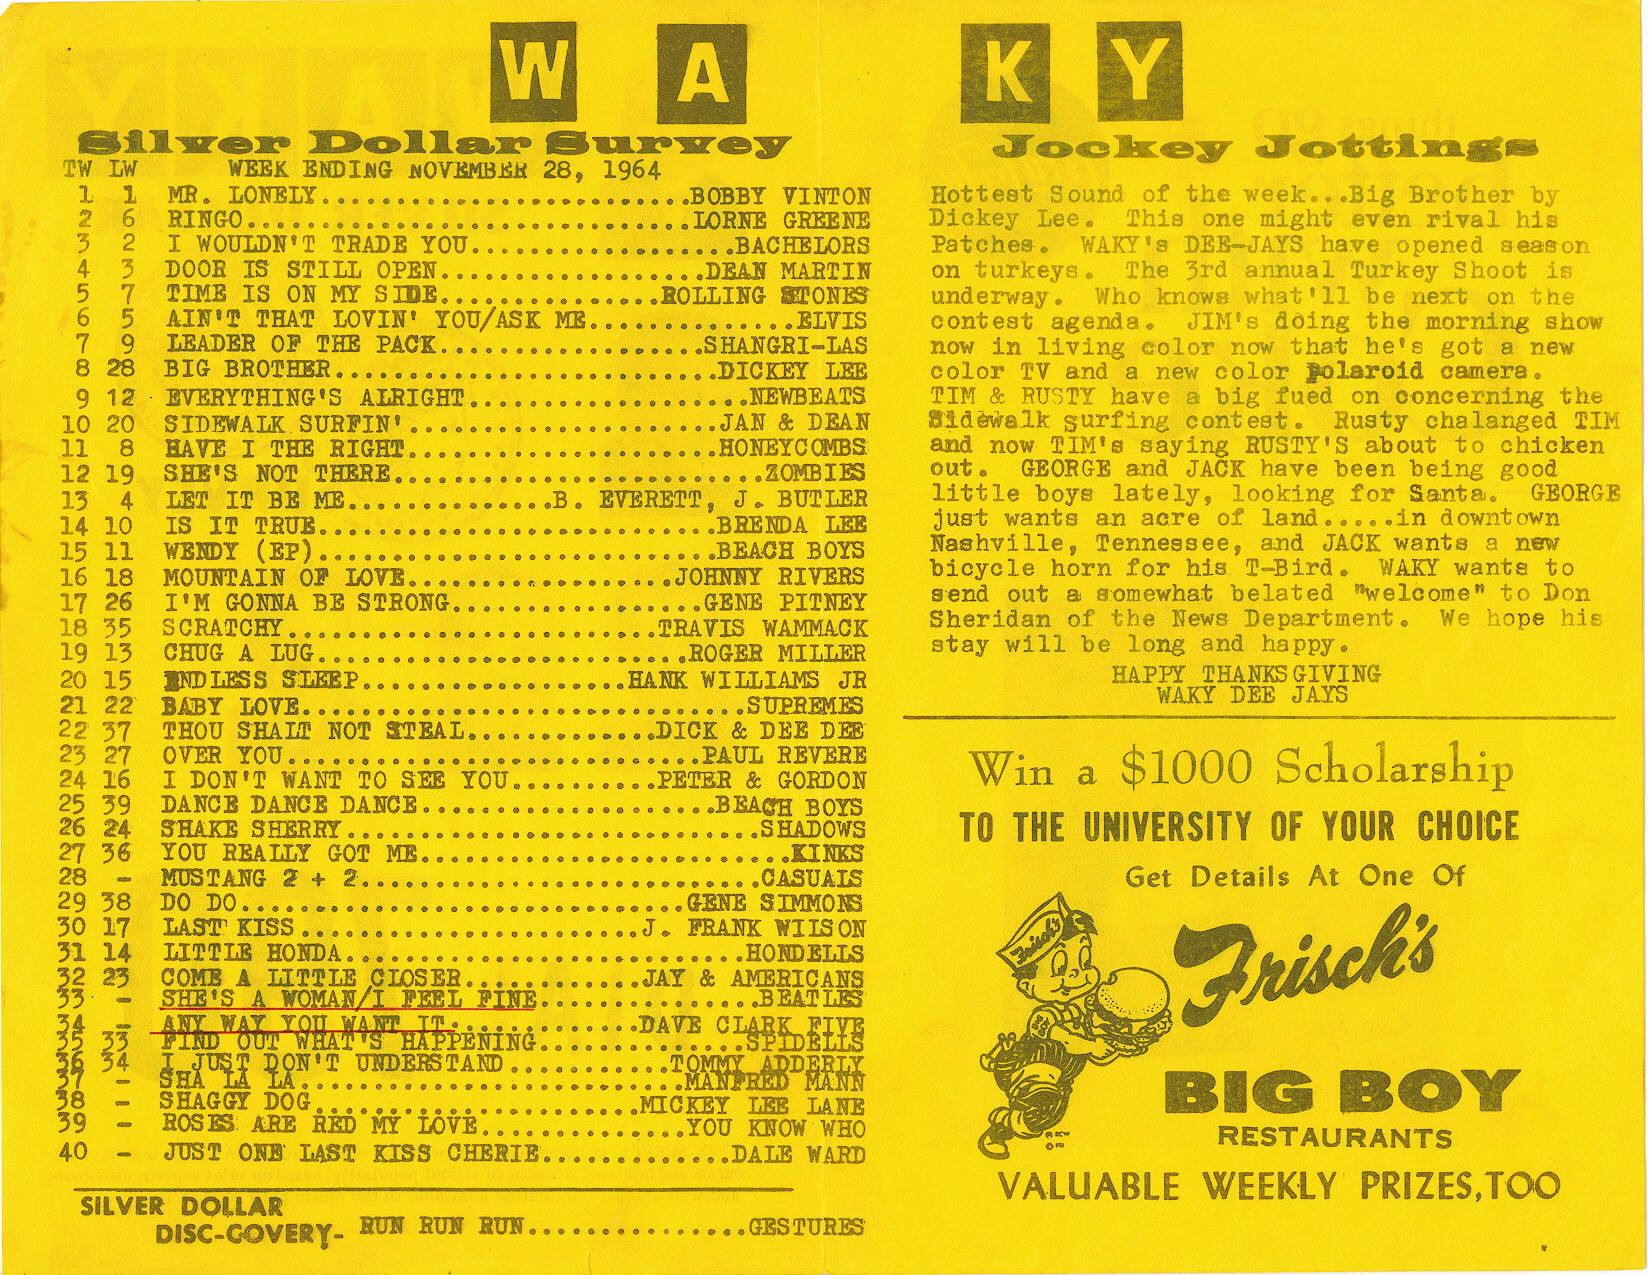 W A K Y
Silver Dollar Survey
TW LW WEEK ENDING NOVEMBER 28, 1964
1 1 MR. LONELY.........................BOBBY VINTON
2 6 RINGO..............................LORNE GREENE
3 2 I WOULDN'T TRADE YOU..................BACHELORS
4 3 DOOR IS STILL OPEN..................DEAN MARTIN
5 7 TIME IS ON MY SIDE...............ROLLING STONES
6 5 AIN'T THAT LOVIN' YOU/ASK ME..............ELVIS
7 9 LEADER OF THE PACK..................SHANGRI-LAS
8 28 BIG BROTHER..........................DICKEY LEE
9 12 EVERYTHING'S ALRIGHT...................NEWBEATS
10 20 SIDEWALK SURFIN'.....................JAN & DEAN
11 8 HAVE I THE RIGHT.....................HONEYCOMBS
12 19 SHE'S NOT THERE.........................ZOMBIES
13 4 LET IT BE ME..............B. EVERETT, J. BUTLER
14 10 IS IT TRUE...........................BRENDA LEE
15 11 WENDY (EP)...........................BEACH BOYS
16 18 MOUNTAIN OF LOVE..................JOHNNY RIVERS
17 26 I'M GONNA BE STRONG.................GENE PITNEY
18 35 SCRATCHY.........................TRAVIS WAMMACK
19 13 CHUG A LUG.........................ROGER MILLER
20 15 ENDLESS SLEEP..................HANK WILLIAMS JR
21 22 BABY LOVE..............................SUPREMES
22 37 THOU SHALT NOT STEAL.............DICK & DEE DEE
23 27 OVER YOU............................PAUL REVERE
24 16 I DON'T WANT TO SEE YOU..........PETER & GORDON
25 39 DANCE DANCE DANCE....................BEACH BOYS
26 24 SHAKE SHERRY............................SHADOWS
27 36 YOU REALLY GOT ME.........................KINKS
28 - MUSTANG 2 + 2...........................CASUALS
29 38 DO DO..............................GENE SIMMONS
30 17 LAST KISS.......................J. FRANK WILSON
31 14 LITTLE HONDA...........................HONDELLS
32 23 COME A LITTLE CLOSER............JAY & AMERICANS
33 - SHE'S A WOMAN/I FEEL FINE...............BEATLES
34 - ANY WAY YOU WANT IT.............DAVE CLARK FIVE
35 33 FIND OUT WHAT'S HAPPENING..............SPIDELLS
36 34 I JUST DON'T UNDERSTAND...........TOMMY ADDERLY
37 - SHA LA LA..........................MANFRED MANN
38 - SHAGGY DOG......................MICKEY LEE LANE
39 - ROSES ARE RED MY LOVE..............YOU KNOW WHO
40 - JUST ONE LAST KISS CHERIE.............DALE WARD
SILVER DOLLAR
DISC-COVERY- RUN RUN RUN...............GESTURES
Jockey Jottings
Hottest Sound of the week...Big Brother by
Dickey Lee. This one might even rival his
Patches. WAKY's DEE-JAYS have opened season
on turkeys. The 3rd annual Turkey Shoot is
underway. Who knows what'll be next on the
contest agenda. JIM's doing the morning show
now in living color now that he's got a new
color TV and a new color polaroid camera.
TIM & RUSTY have a big fued on concerning the
Sidewalk surfing contest. Rusty chalanged TIM
and now TIM's saying RUSTY'S about to chicken
out. GEORGE and JACK have been being good
little boys lately, looking for Santa. GEORGE
just wants an acre of land.....in downtown
Nashville, Tennessee, and JACK wants a new
bicycle horn for his T-Bird. WAKY wants to
send out a somewhat belated "welcome" to Don
Sheridan of the News Department. We hope his
stay will be long and happy.
HAPPY THANKSGIVING
WAKY DEE JAYS
Win a $1000 Scholarship
TO THE UNIVERSITY OF YOUR CHOICE
Get Details At One Of
Frisch's
Frisch's
BIG BOY
RESTAURANTS
VALUABLE WEEKLY PRIZES, TOO